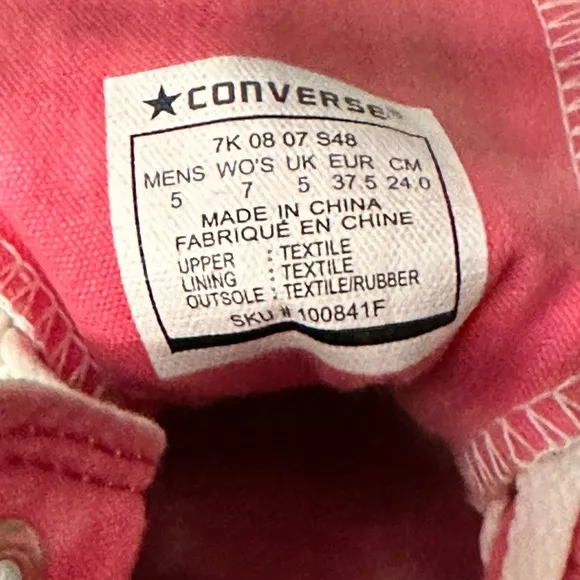 ★CONVERSE®
7K 08 07 S48
MENS WO'S UK EUR CM
5 7 5 37.5 24.0
MADE IN CHINA
FABRIQUÉ EN CHINE
UPPER : TEXTILE
LINING : TEXTILE
OUTSOLE : TEXTILE/RUBBER
SKU # 100841F